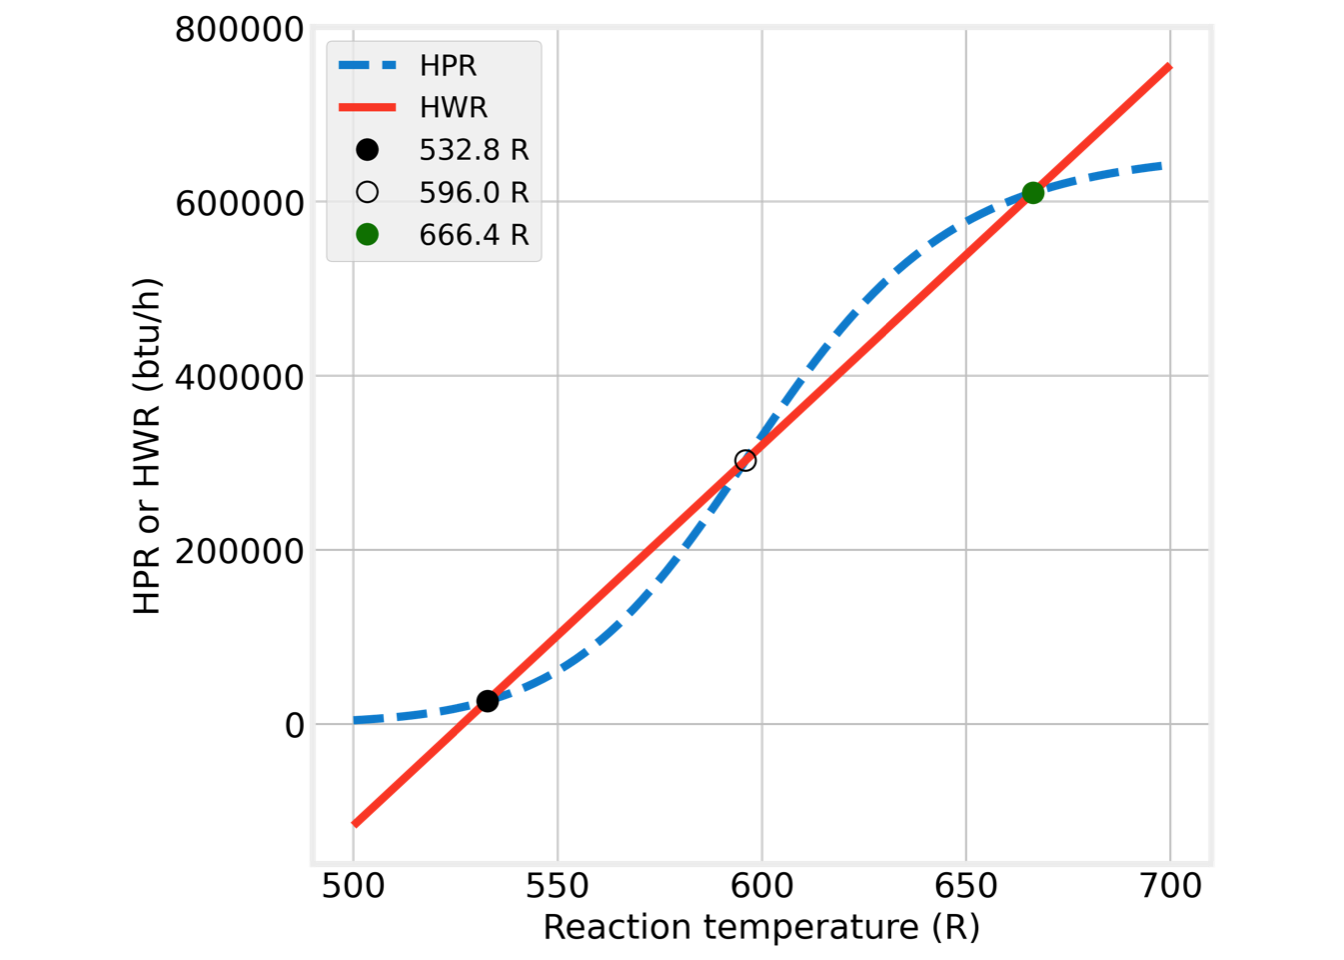 800000
600000
400000
200000
0
HPR or HWR (btu/h)
HPR
HWR
532.8 R
596.0 R
666.4 R
500 550 600 650 700
Reaction temperature (R)